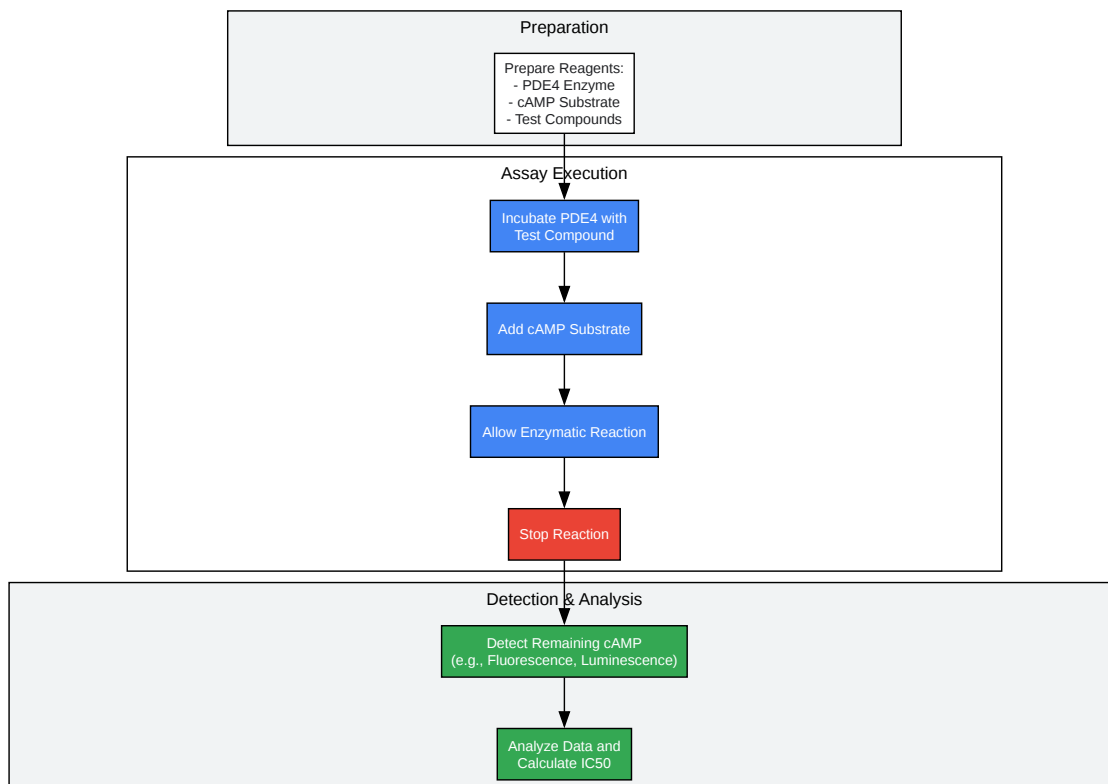 Preparation
Prepare Reagents:
- PDE4 Enzyme
- cAMP Substrate
- Test Compounds
Assay Execution
Incubate PDE4 with
Test Compound
Add cAMP Substrate
Allow Enzymatic Reaction
Stop Reaction
Detection & Analysis
Detect Remaining cAMP
(e.g., Fluorescence, Luminescence)
Analyze Data and
Calculate IC50